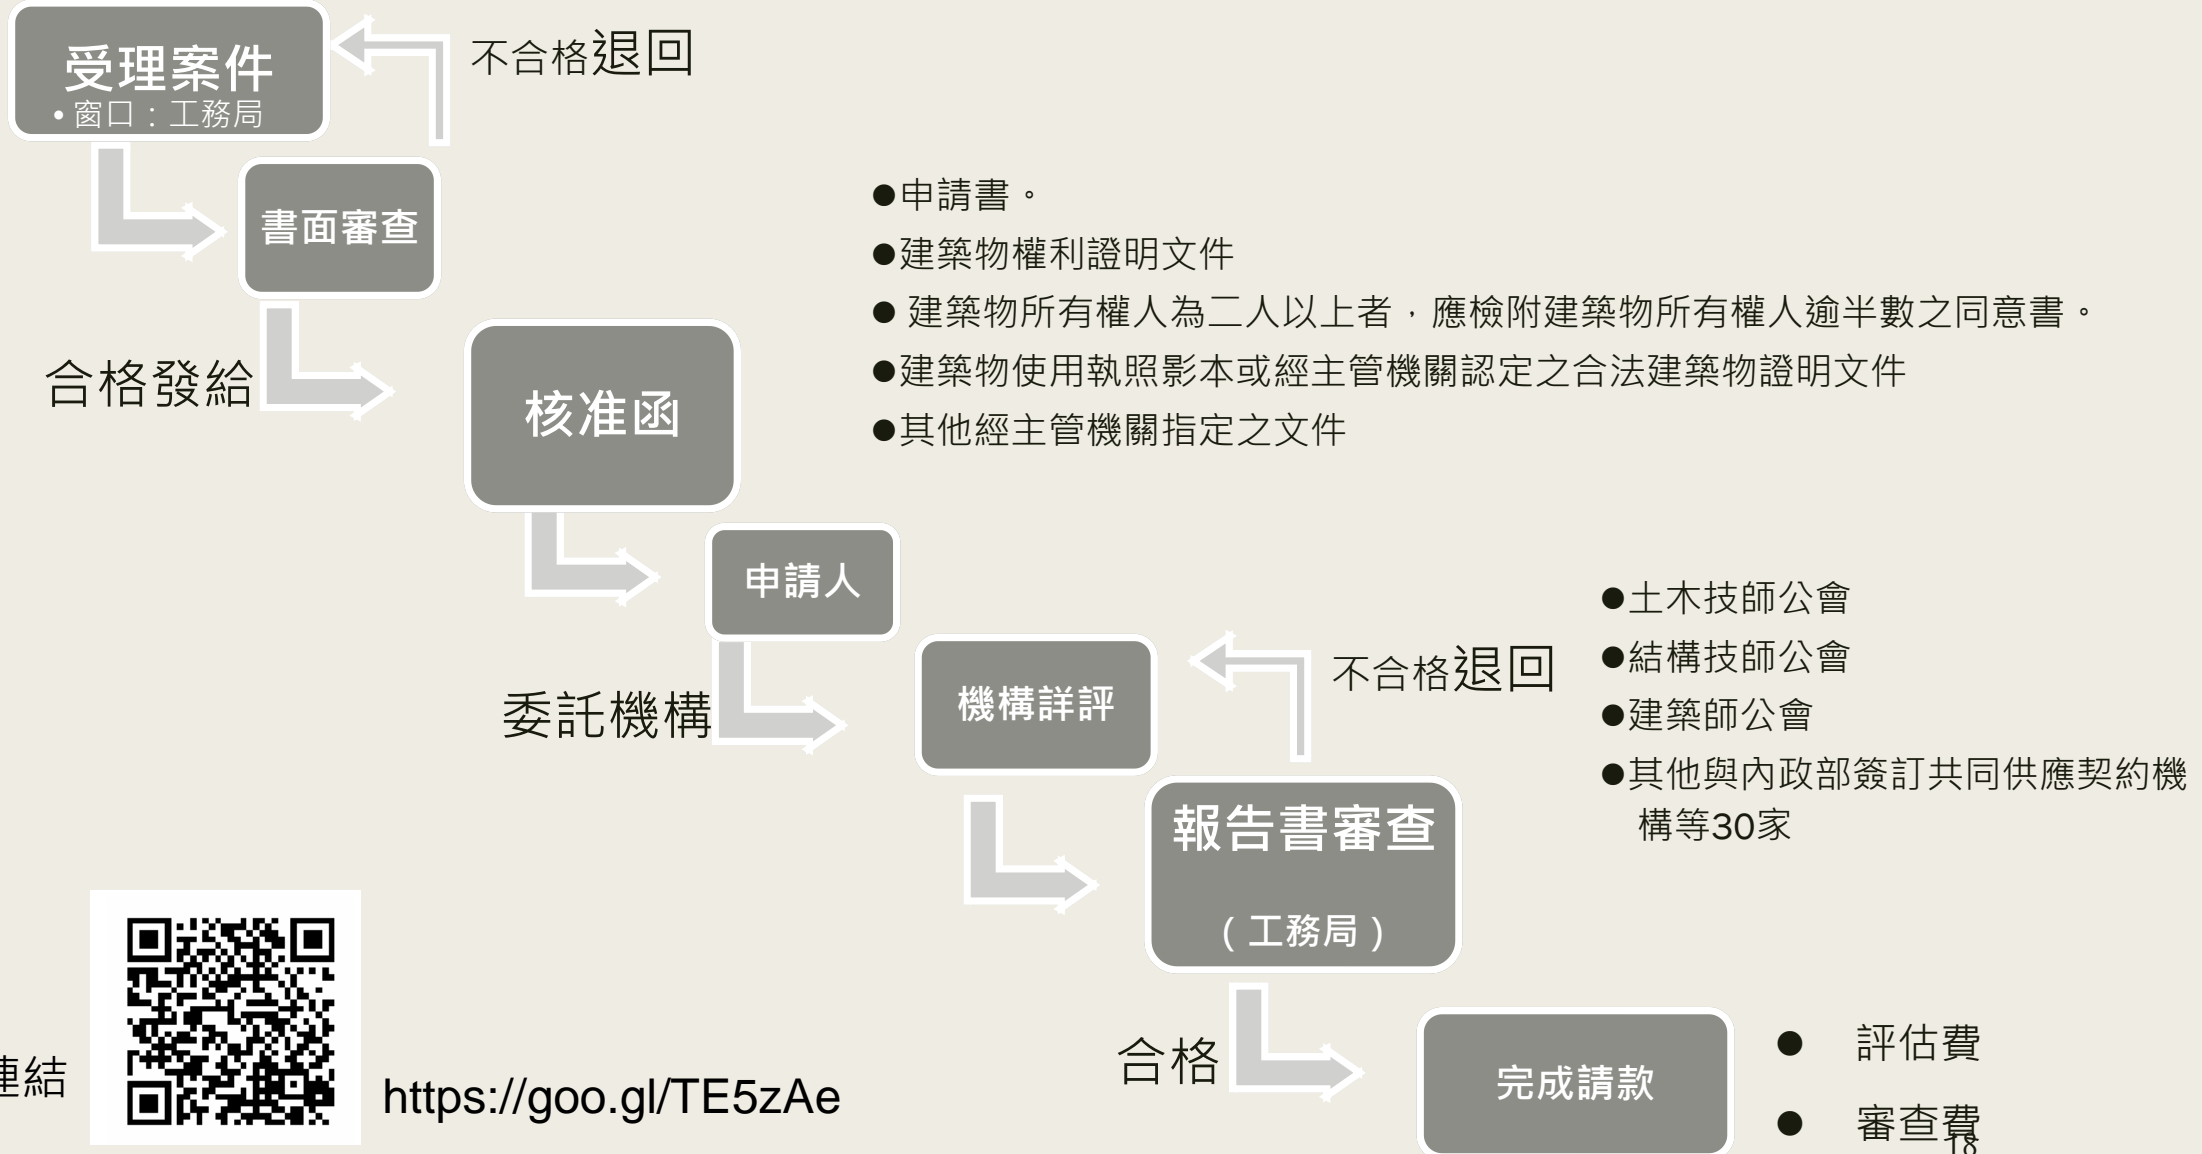 受理案件
• 窗口：工務局
不合格退回
書面審查
●申請書。
●建築物權利證明文件
● 建築物所有權人為二人以上者，應檢附建築物所有權人逾半數之同意書。
●建築物使用執照影本或經主管機關認定之合法建築物證明文件
●其他經主管機關指定之文件
合格發給
核准函
申請人
委託機構
機構詳評
不合格退回
●土木技師公會
●結構技師公會
●建築師公會
●其他與內政部簽訂共同供應契約機
構等30家
報告書審查
（工務局）
合格
完成請款
● 評估費
● 審查費
連結
https://goo.gl/TE5zAe
18